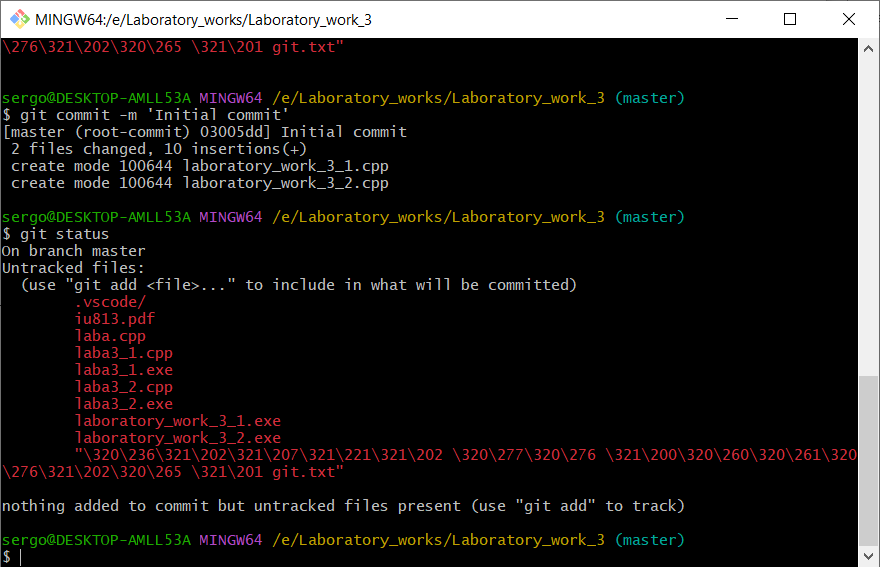 MINGW64:/e/Laboratory_works/Laboratory_work_3
\276\321\202\320\265 \321\201 git.txt"
sergo@DESKTOP-AMLL53A MINGW64 /e/Laboratory_works/Laboratory_work_3 (master)
$ git commit -m 'Initial commit'
[master (root-commit) 03005dd] Initial commit
 2 files changed, 10 insertions(+)
 create mode 100644 laboratory_work_3_1.cpp
 create mode 100644 laboratory_work_3_2.cpp
sergo@DESKTOP-AMLL53A MINGW64 /e/Laboratory_works/Laboratory_work_3 (master)
$ git status
On branch master
Untracked files:
  (use "git add <file>..." to include in what will be committed)
        .vscode/
        iu813.pdf
        laba.cpp
        laba3_1.cpp
        laba3_1.exe
        laba3_2.cpp
        laba3_2.exe
        laboratory_work_3_1.exe
        laboratory_work_3_2.exe
        "\320\236\321\202\321\207\321\221\321\202 \320\277\320\276 \321\200\320\260\320\261\320
\276\321\202\320\265 \321\201 git.txt"
nothing added to commit but untracked files present (use "git add" to track)
sergo@DESKTOP-AMLL53A MINGW64 /e/Laboratory_works/Laboratory_work_3 (master)
$